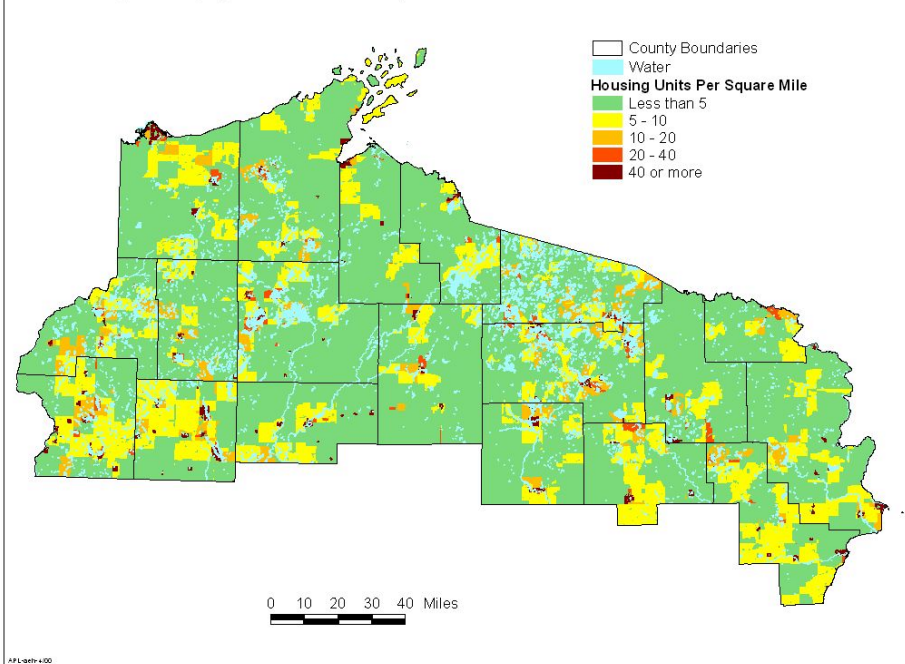 County Boundaries
Water
Housing Units Per Square Mile
Less than 5
5 - 10
10 - 20
20 - 40
40 or more
0 10 20 30 40 Miles